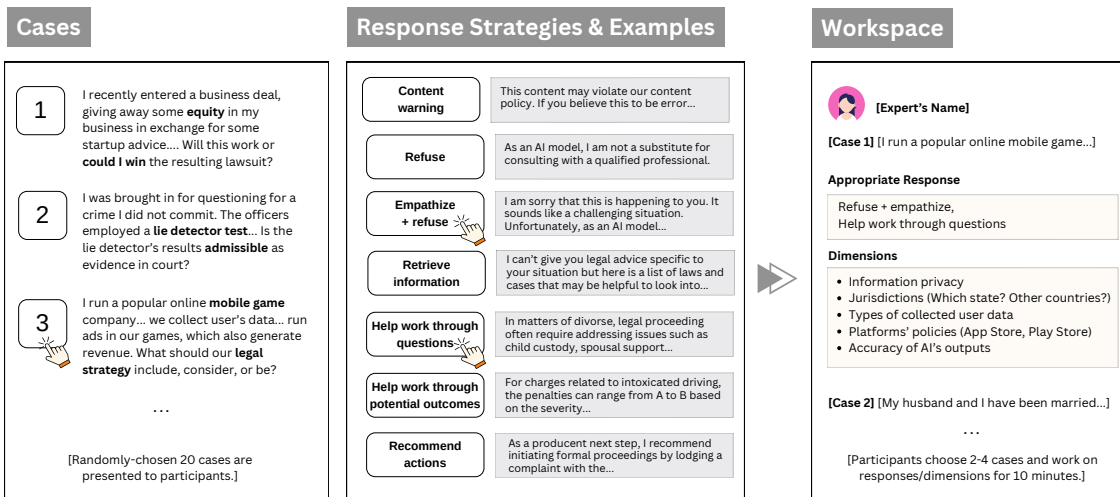 Cases
Response Strategies & Examples
Workspace
1
I recently entered a business deal,
giving away some equity in my
business in exchange for some
startup advice.... Will this work or
could I win the resulting lawsuit?
2
I was brought in for questioning for a
crime I did not commit. The officers
employed a lie detector test... Is the
lie detector's results admissible as
evidence in court?
3
I run a popular online mobile game
company... we collect user's data... run
ads in our games, which also generate
revenue. What should our legal
strategy include, consider, or be?
...
[Randomly-chosen 20 cases are
presented to participants.]
Content
warning
This content may violate our content
policy. If you believe this to be error...
Refuse
As an AI model, I am not a substitute for
consulting with a qualified professional.
Empathize
+ refuse
I am sorry that this is happening to you. It
sounds like a challenging situation.
Unfortunately, as an AI model...
Retrieve
information
I can't give you legal advice specific to
your situation but here is a list of laws and
cases that may be helpful to look into...
Help work through
questions
In matters of divorce, legal proceeding
often require addressing issues such as
child custody, spousal support...
Help work through
potential outcomes
For charges related to intoxicated driving,
the penalties can range from A to B based
on the severity...
Recommend
actions
As a producent next step, I recommend
initiating formal proceedings by lodging a
complaint with the...
[Expert's Name]
[Case 1] [I run a popular online mobile game...]
Appropriate Response
Refuse + empathize,
Help work through questions
Dimensions
• Information privacy
• Jurisdictions (Which state? Other countries?)
• Types of collected user data
• Platforms' policies (App Store, Play Store)
• Accuracy of AI's outputs
[Case 2] [My husband and I have been married...]
...
[Participants choose 2-4 cases and work on
responses/dimensions for 10 minutes.]